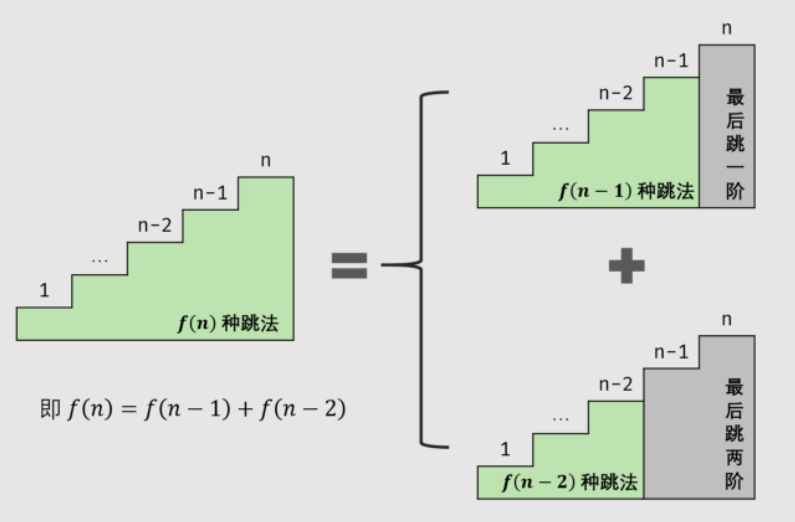 n
n-1
n-2
…
1
f(n) 种跳法
即 f(n) = f(n − 1) + f(n − 2)
n
n-1
n-2
…
1
f(n − 1) 种跳法
最后跳一阶
n
n-1
n-2
…
1
f(n − 2) 种跳法
最后跳两阶